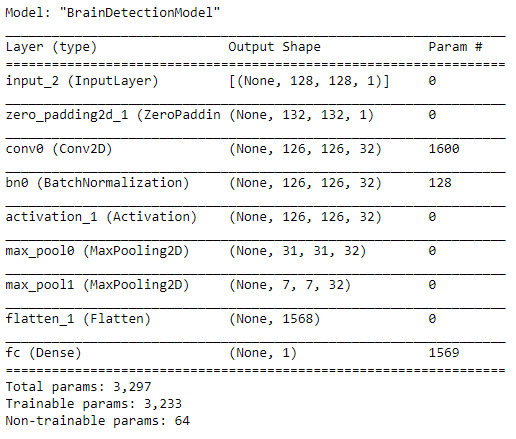 Model: "BrainDetectionModel"
Layer (type) Output Shape Param #
input_2 (InputLayer) [(None, 128, 128, 1)] 0
zero_padding2d_1 (ZeroPaddin (None, 132, 132, 1) 0
conv0 (Conv2D) (None, 126, 126, 32) 1600
bn0 (BatchNormalization) (None, 126, 126, 32) 128
activation_1 (Activation) (None, 126, 126, 32) 0
max_pool0 (MaxPooling2D) (None, 31, 31, 32) 0
max_pool1 (MaxPooling2D) (None, 7, 7, 32) 0
flatten_1 (Flatten) (None, 1568) 0
fc (Dense) (None, 1) 1569
Total params: 3,297
Trainable params: 3,233
Non-trainable params: 64